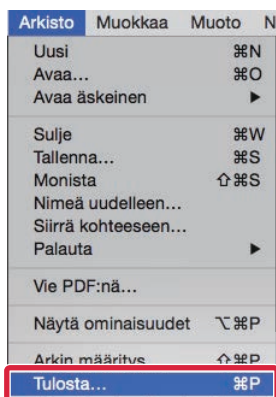 Arkisto Muokkaa Muoto N
Uusi ⌘N
Avaa… ⌘O
Avaa äskeinen ▶
Sulje ⌘W
Tallenna… ⌘S
Monista ⇧⌘S
Nimeä uudelleen…
Siirrä kohteeseen…
Palauta ▶
Vie PDF:nä…
Näytä ominaisuudet ⌥⌘P
Arkin määritys… ⇧⌘P
Tulosta… ⌘P